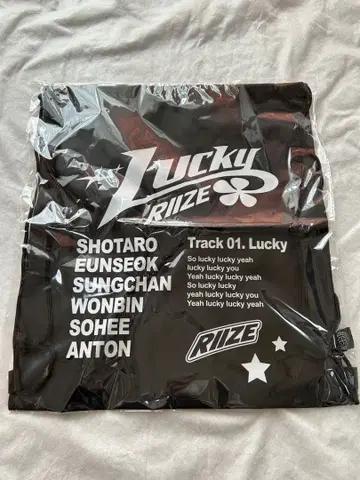 Lucky
RIIZE
SHOTARO
EUNSEOK
SUNGCHAN
WONBIN
SOHEE
ANTON
Track 01. Lucky
So lucky lucky yeah
lucky lucky you
Yeah lucky lucky yeah
So lucky lucky
yeah lucky lucky you
Yeah lucky lucky yeah
RIIZE